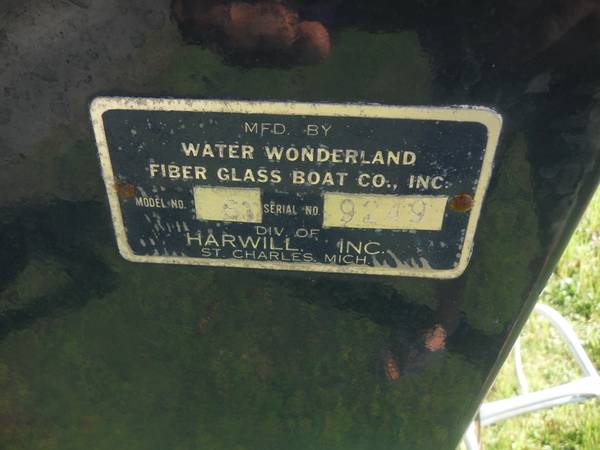 MFD. BY
WATER WONDERLAND
FIBER GLASS BOAT CO., INC.
MODEL NO. SERIAL NO. 9249
DIV. OF
HARWILL, INC.
ST. CHARLES, MICH.